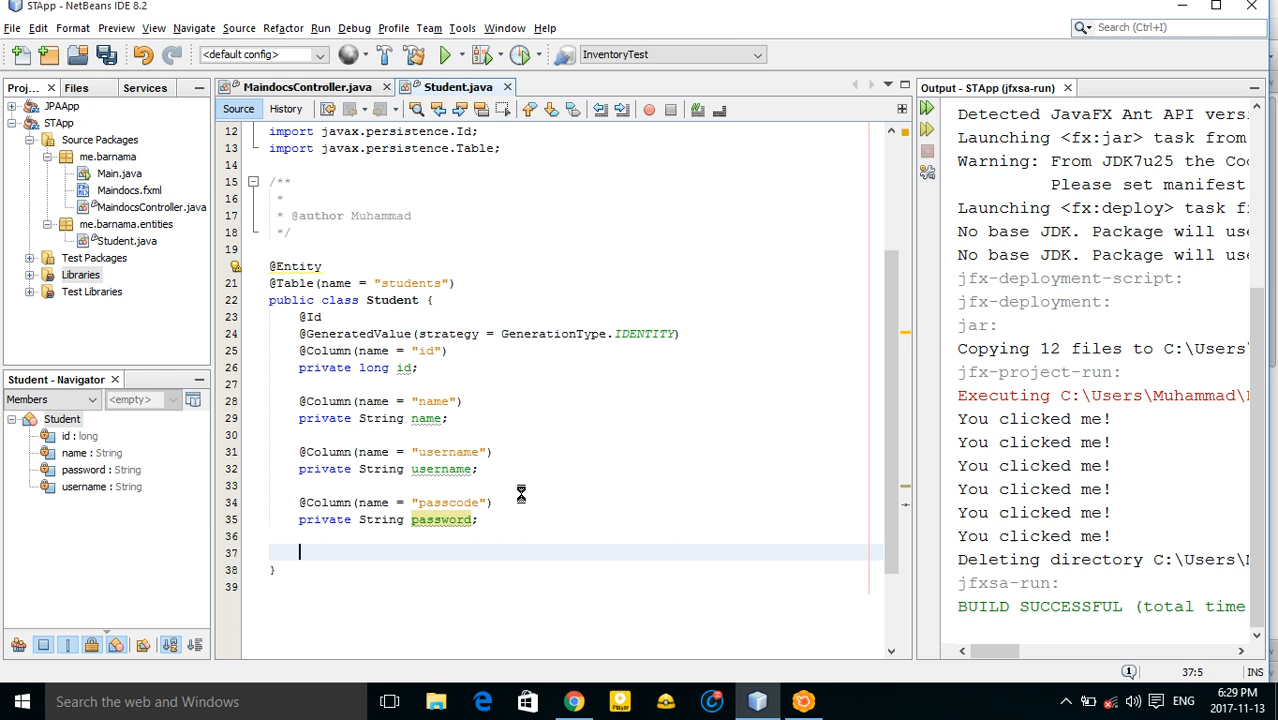 STApp - NetBeans IDE 8.2
File Edit View Navigate Source Refactor Run Debug Profile Team Tools Window Help
Search (Ctrl+I)
<default config>
InventoryTest
Proj... Files Services
MaindocsController.java
Student.java
Output - STApp (jfxsa-run)
JPAApp
STApp
Source Packages
me.barnama
Main.java
Maindocs.fxml
MaindocsController.java
me.barnama.entities
Student.java
Test Packages
Libraries
Test Libraries
Student - Navigator
Members
<empty>
Student
id : long
name : String
password : String
username : String
Source History
12 import javax.persistence.Id;
13 import javax.persistence.Table;
14
15 /**
16 *
17 * @author Muhammad
18 */
19
@Entity
21 @Table(name = "students")
22 public class Student {
23 @Id
24 @GeneratedValue(strategy = GenerationType.IDENTITY)
25 @Column(name = "id")
26 private long id;
27
28 @Column(name = "name")
29 private String name;
30
31 @Column(name = "username")
32 private String username;
33
34 @Column(name = "passcode")
35 private String password;
36
37
38 }
39
Detected JavaFX Ant API versi
Launching <fx:jar> task from
Warning: From JDK7u25 the Cod
Please set manifest
Launching <fx:deploy> task fr
No base JDK. Package will use
No base JDK. Package will use
jfx-deployment-script:
jfx-deployment:
jar:
Copying 12 files to C:\Users\
jfx-project-run:
Executing C:\Users\Muhammad\
You clicked me!
You clicked me!
You clicked me!
You clicked me!
You clicked me!
You clicked me!
Deleting directory C:\Users\M
jfxsa-run:
BUILD SUCCESSFUL (total time
1
37:5
INS
Search the web and Windows
Player
ENG
6:29 PM
2017-11-13